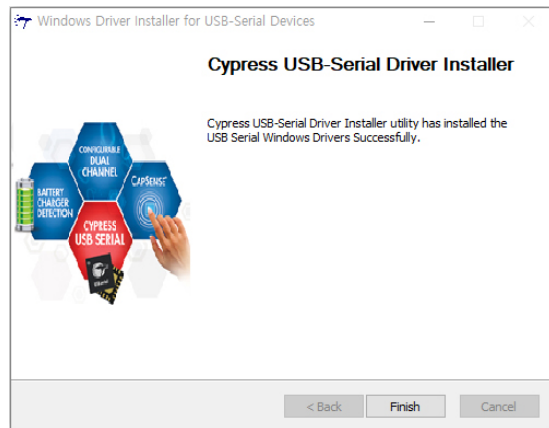 Windows Driver Installer for USB-Serial Devices
Cypress USB-Serial Driver Installer
Cypress USB-Serial Driver Installer utility has installed the
USB Serial Windows Drivers Successfully.
CONFIGURABLE
DUAL
CHANNEL
CAPSENSE
BATTERY
CHARGER
DETECTION
CYPRESS
USB SERIAL
< Back
Finish
Cancel